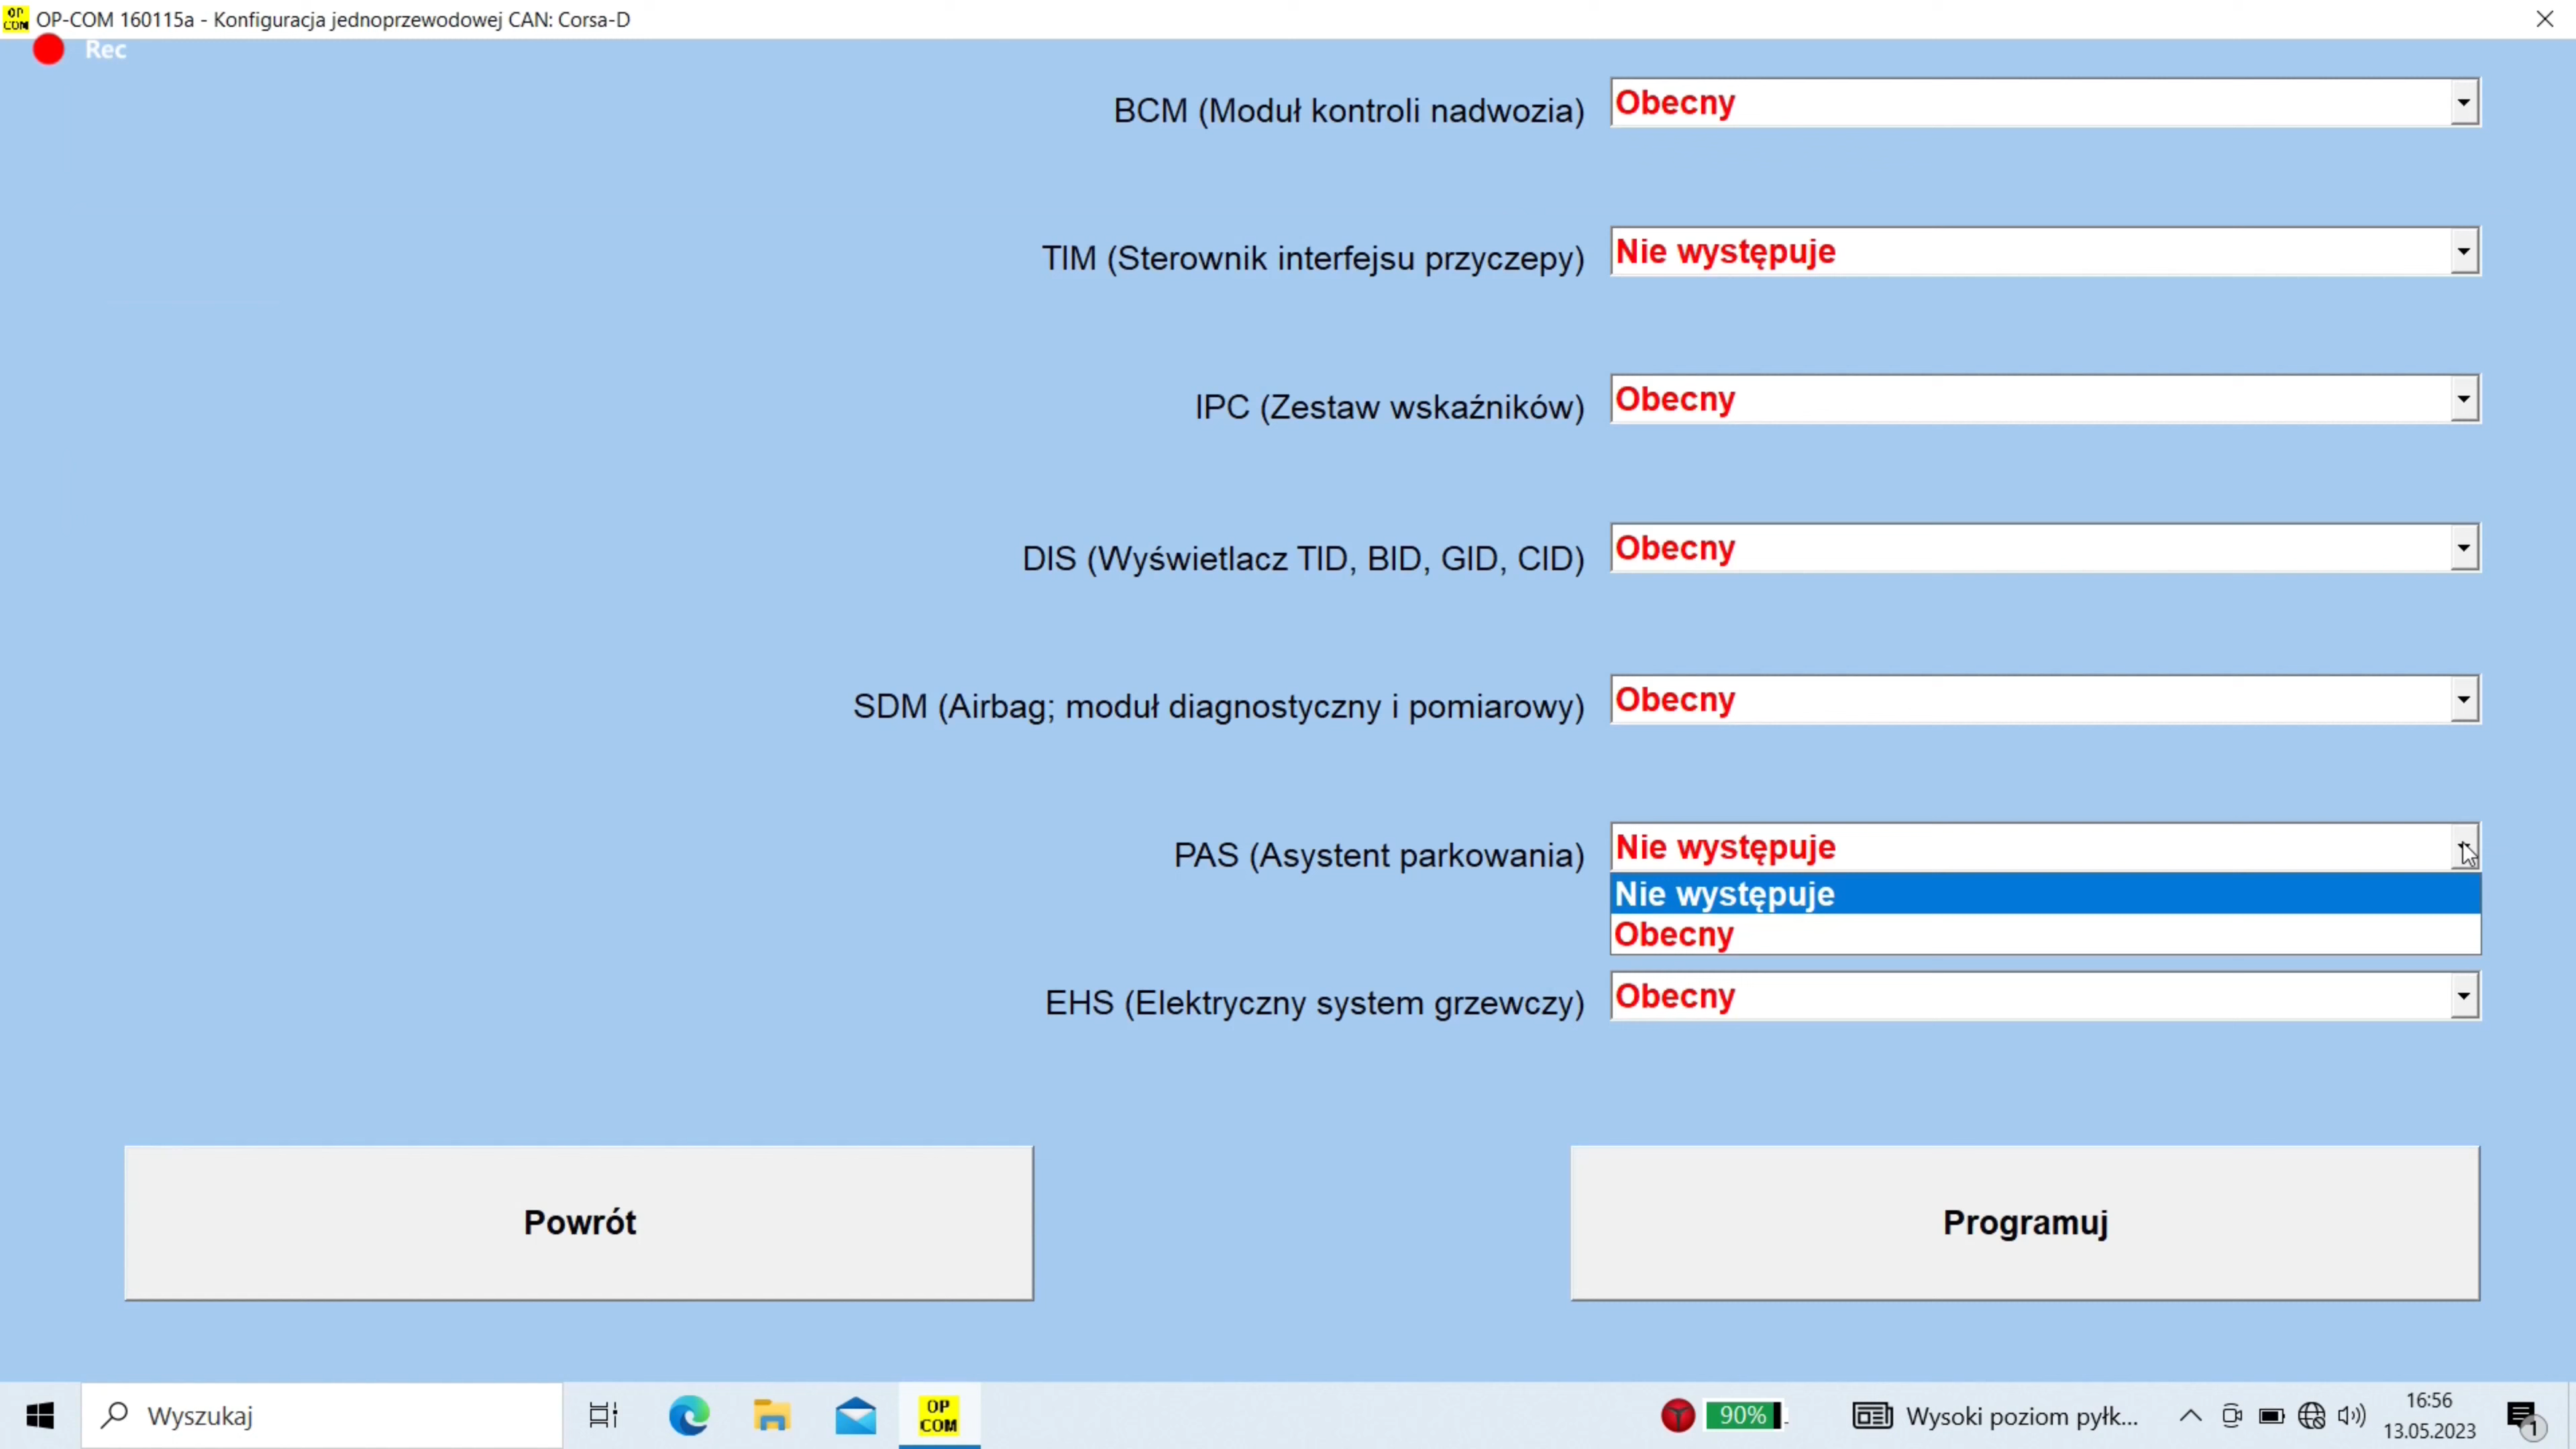 OP COM
OP-COM 160115a - Konfiguracja jednoprzewodowej CAN: Corsa-D
Rec
BCM (Moduł kontroli nadwozia) Obecny
TIM (Sterownik interfejsu przyczepy) Nie występuje
IPC (Zestaw wskaźników) Obecny
DIS (Wyświetlacz TID, BID, GID, CID) Obecny
SDM (Airbag; moduł diagnostyczny i pomiarowy) Obecny
PAS (Asystent parkowania) Nie występuje
Nie występuje
Obecny
EHS (Elektryczny system grzewczy) Obecny
Powrót
Programuj
Wyszukaj
OP
COM
90%
Wysoki poziom pyłk...
16:56
13.05.2023
1